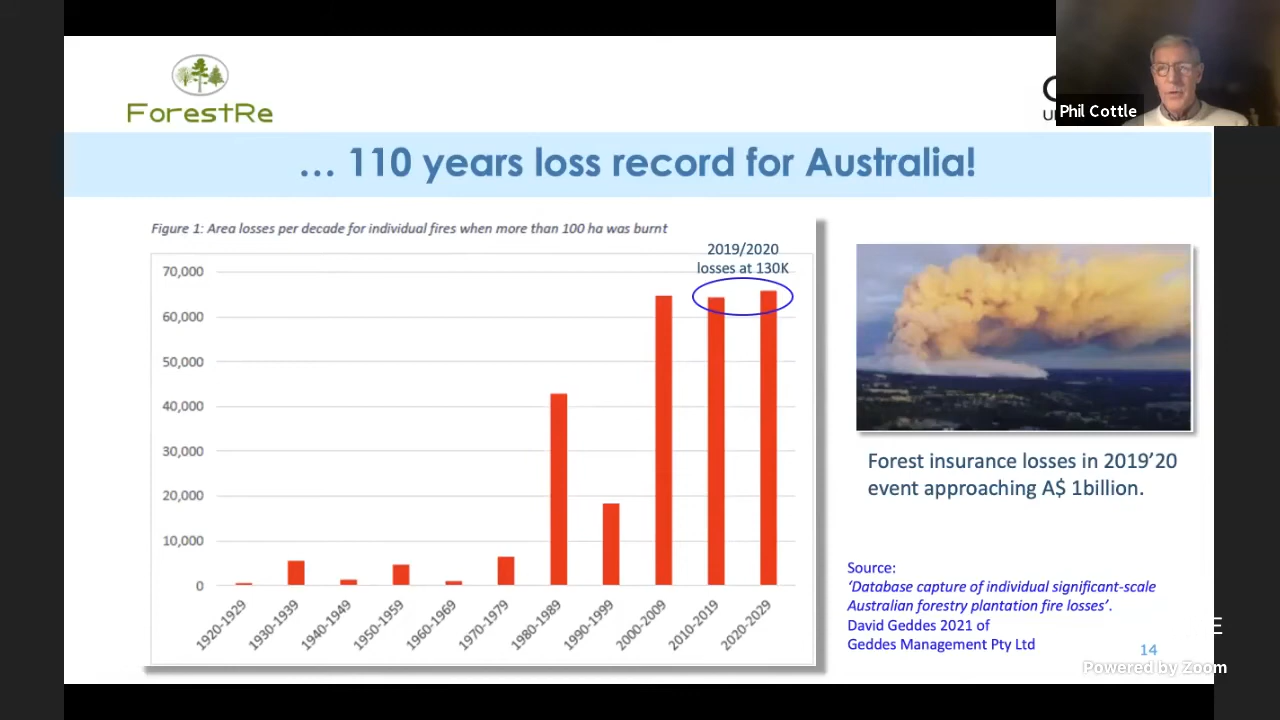 ForestRe
Phil Cottle
… 110 years loss record for Australia!
Figure 1: Area losses per decade for individual fires when more than 100 ha was burnt
2019/2020
losses at 130K
70,000
60,000
50,000
40,000
30,000
20,000
10,000
0
1920-1929
1930-1939
1940-1949
1950-1959
1960-1969
1970-1979
1980-1989
1990-1999
2000-2009
2010-2019
2020-2029
Forest insurance losses in 2019’20
event approaching A$ 1billion.
Source:
‘Database capture of individual significant-scale
Australian forestry plantation fire losses’.
David Geddes 2021 of
Geddes Management Pty Ltd
14
Powered by Zoom